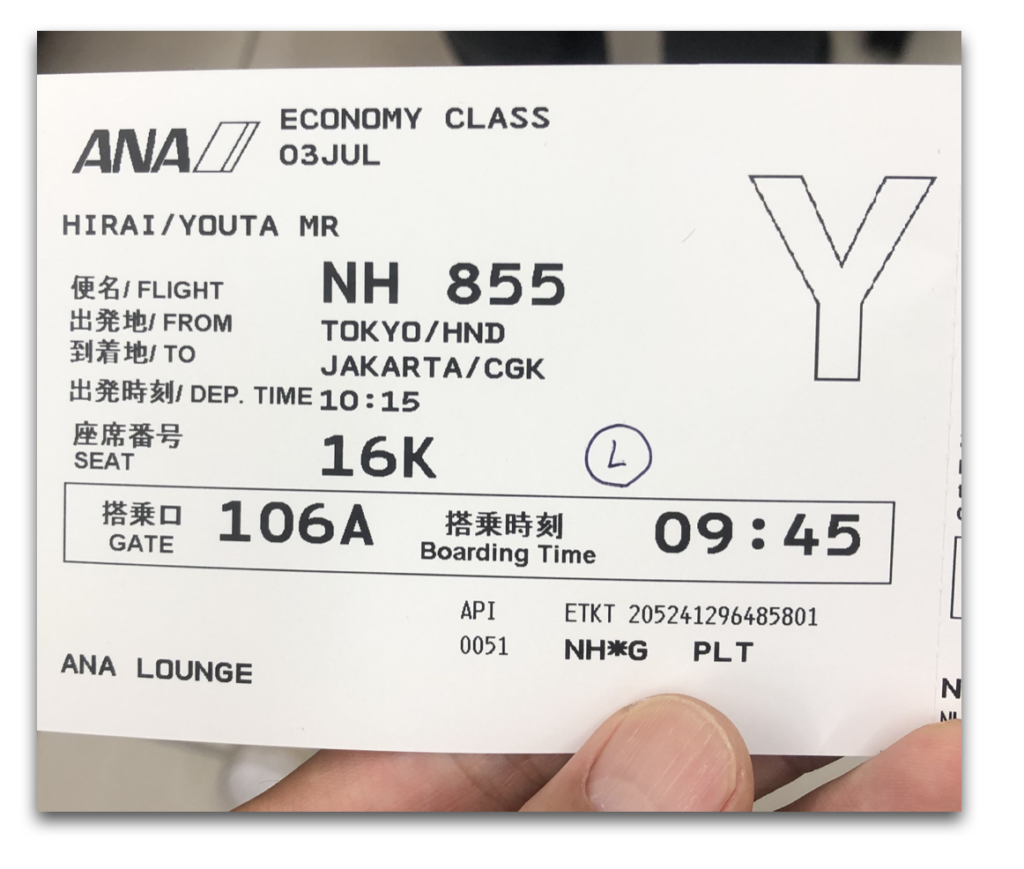 ANA
ECONOMY CLASS
03JUL
Y
HIRAI/YOUTA MR
便名/ FLIGHT NH 855
出発地/ FROM TOKYO/HND
到着地/ TO JAKARTA/CGK
出発時刻/ DEP. TIME 10:15
座席番号
SEAT 16K
L
搭乗口
GATE 106A
搭乗時刻
Boarding Time 09:45
API ETKT 205241296485801
0051 NH*G PLT
ANA LOUNGE